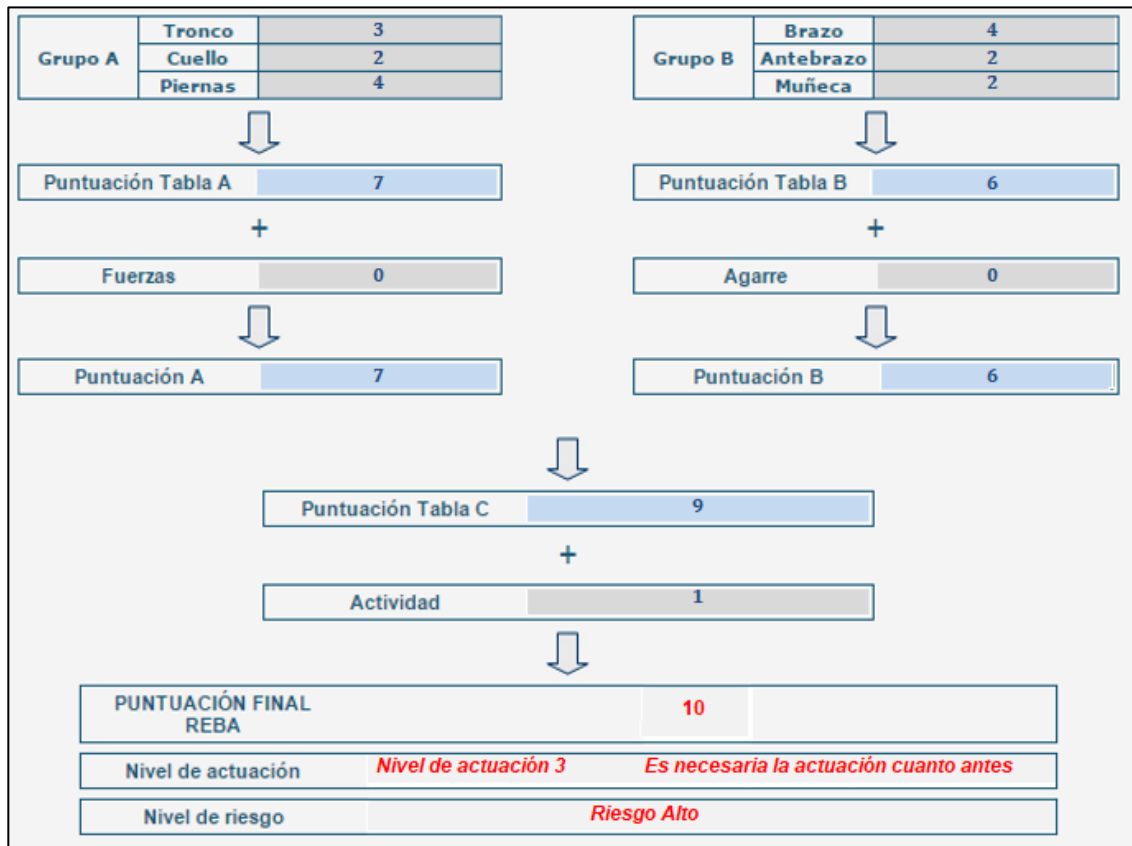 Grupo A
Tronco 3
Cuello 2
Piernas 4
Grupo B
Brazo 4
Antebrazo 2
Muñeca 2
Puntuación Tabla A 7
Puntuación Tabla B 6
+
+
Fuerzas 0
Agarre 0
Puntuación A 7
Puntuación B 6
Puntuación Tabla C 9
+
Actividad 1
PUNTUACIÓN FINAL
REBA
10
Nivel de actuación Nivel de actuación 3 Es necesaria la actuación cuanto antes
Nivel de riesgo Riesgo Alto